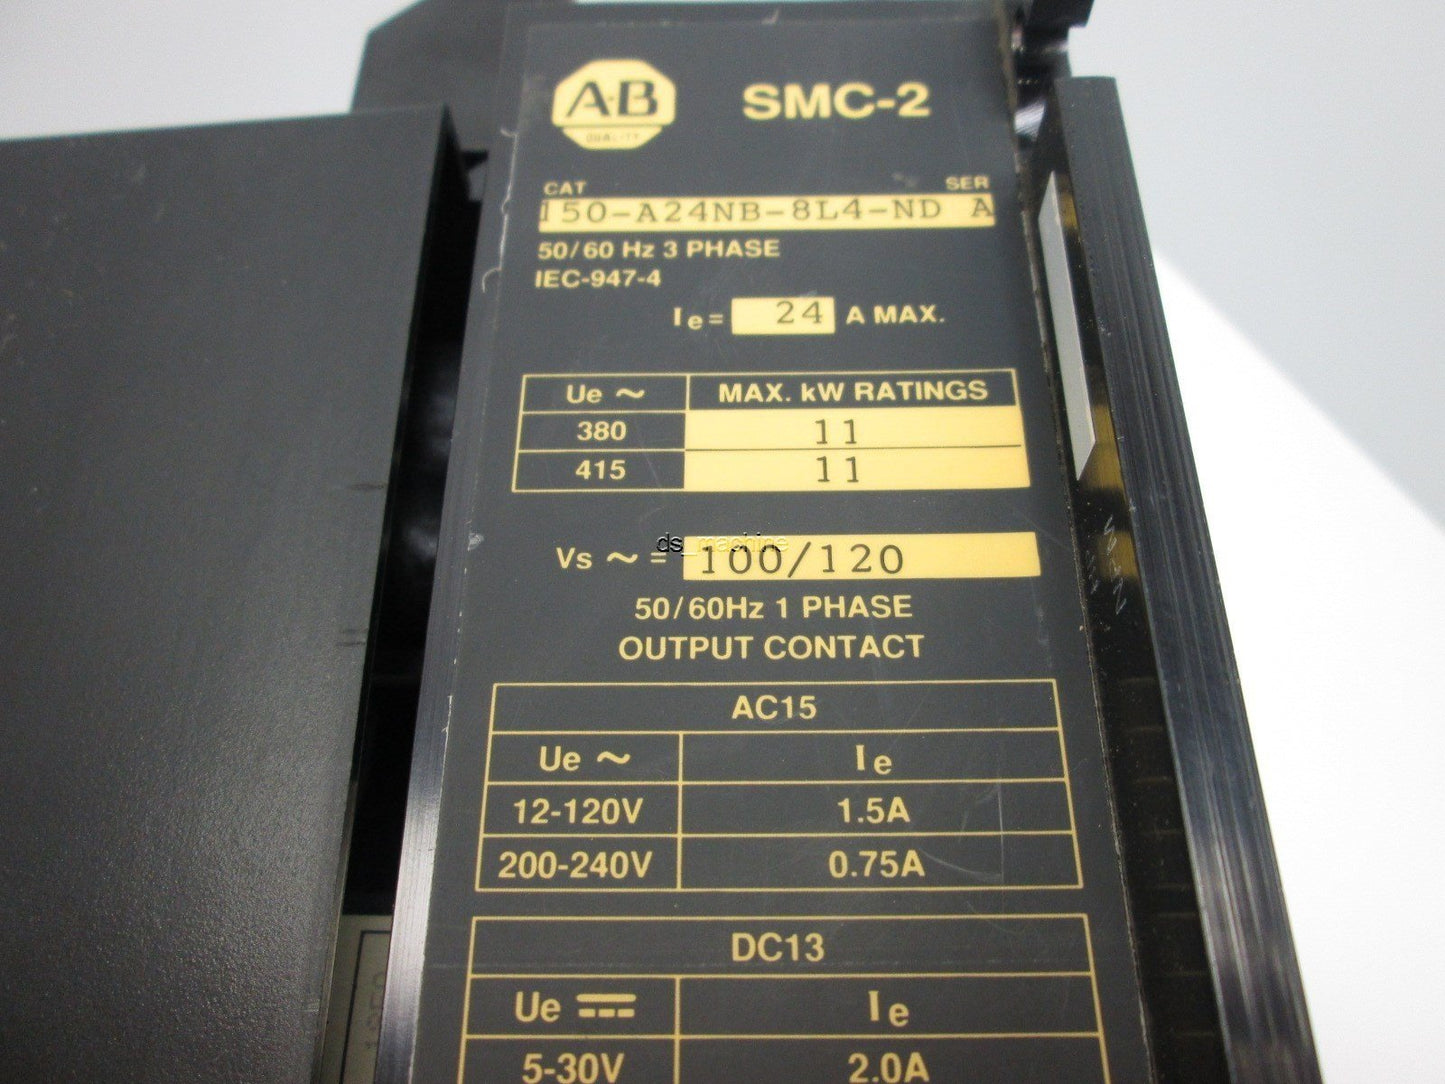 A-B
QUALITY
SMC-2
CAT SER
150-A24NB-8L4-ND A
50/60 Hz 3 PHASE
IEC-947-4
Ie= 24 A MAX.
Ue ~ MAX. kW RATINGS
380 11
415 11
Vs ~ = 100/120
ds_machine
50/60Hz 1 PHASE
OUTPUT CONTACT
AC15
Ue ~ Ie
12-120V 1.5A
200-240V 0.75A
DC13
Ue ⎓ Ie
5-30V 2.0A